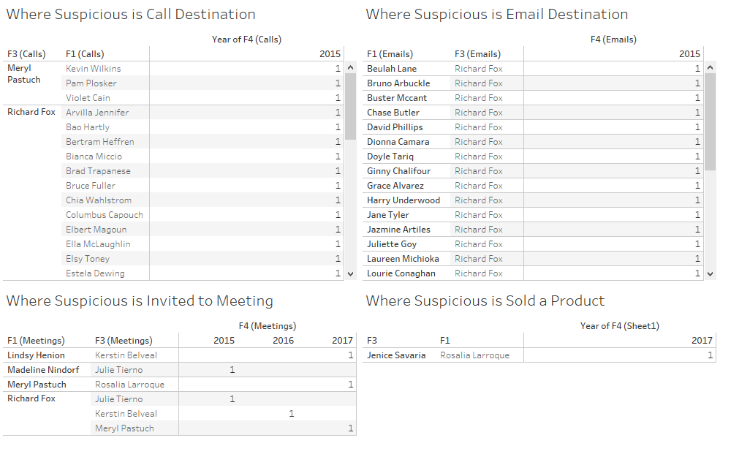 Where Suspicious is Call Destination
Year of F4 (Calls)
F3 (Calls) F1 (Calls) 2015
Meryl Pastuch Kevin Wilkins 1
Pam Plosker 1
Violet Cain 1
Richard Fox Arvilla Jennifer 1
Bao Hartly 1
Bertram Heffren 1
Bianca Miccio 1
Brad Trapanese 1
Bruce Fuller 1
Chia Wahlstrom 1
Columbus Capouch 1
Elbert Magoun 1
Ella McLaughlin 1
Elsy Toney 1
Estela Dewing 1
Where Suspicious is Email Destination
F4 (Emails)
F1 (Emails) F3 (Emails) 2015
Beulah Lane Richard Fox 1
Bruno Arbuckle Richard Fox 1
Buster Mccant Richard Fox 1
Chase Butler Richard Fox 1
David Phillips Richard Fox 1
Dionna Camara Richard Fox 1
Doyle Tariq Richard Fox 1
Ginny Chalifour Richard Fox 1
Grace Alvarez Richard Fox 1
Harry Underwood Richard Fox 1
Jane Tyler Richard Fox 1
Jazmine Artiles Richard Fox 1
Juliette Goy Richard Fox 1
Laureen Michioka Richard Fox 1
Lourie Conaghan Richard Fox 1
Where Suspicious is Invited to Meeting
F4 (Meetings)
F1 (Meetings) F3 (Meetings) 2015 2016 2017
Lindsy Henion Kerstin Belveal 1
Madeline Nindorf Julie Tierno 1
Meryl Pastuch Rosalia Larroque 1
Richard Fox Julie Tierno 1
Kerstin Belveal 1
Meryl Pastuch 1
Where Suspicious is Sold a Product
Year of F4 (Sheet1)
F3 F1 2017
Jenice Savaria Rosalia Larroque 1